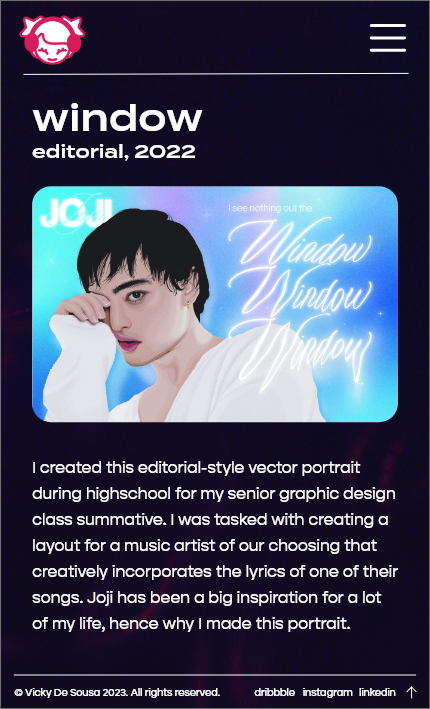 window
editorial, 2022
JOJI
I see nothing out the
Window
Window
Window
I created this editorial-style vector portrait
during highschool for my senior graphic design
class summative. I was tasked with creating a
layout for a music artist of our choosing that
creatively incorporates the lyrics of one of their
songs. Joji has been a big inspiration for a lot
of my life, hence why I made this portrait.
© Vicky De Sousa 2023. All rights reserved. dribbble instagram linkedin